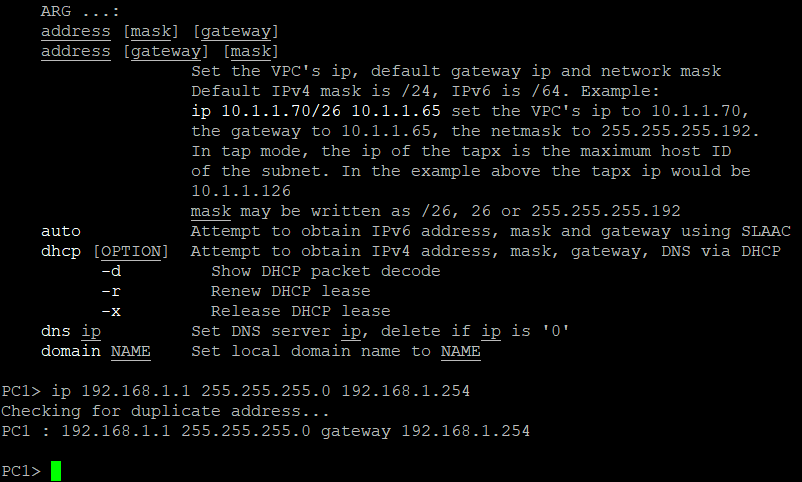 ARG ...:
address [mask] [gateway]
address [gateway] [mask]
Set the VPC's ip, default gateway ip and network mask
Default IPv4 mask is /24, IPv6 is /64. Example:
ip 10.1.1.70/26 10.1.1.65 set the VPC's ip to 10.1.1.70,
the gateway to 10.1.1.65, the netmask to 255.255.255.192.
In tap mode, the ip of the tapx is the maximum host ID
of the subnet. In the example above the tapx ip would be
10.1.1.126
mask may be written as /26, 26 or 255.255.255.192
auto Attempt to obtain IPv6 address, mask and gateway using SLAAC
dhcp [OPTION] Attempt to obtain IPv4 address, mask, gateway, DNS via DHCP
-d Show DHCP packet decode
-r Renew DHCP lease
-x Release DHCP lease
dns ip Set DNS server ip, delete if ip is '0'
domain NAME Set local domain name to NAME
PC1> ip 192.168.1.1 255.255.255.0 192.168.1.254
Checking for duplicate address...
PC1 : 192.168.1.1 255.255.255.0 gateway 192.168.1.254
PC1>